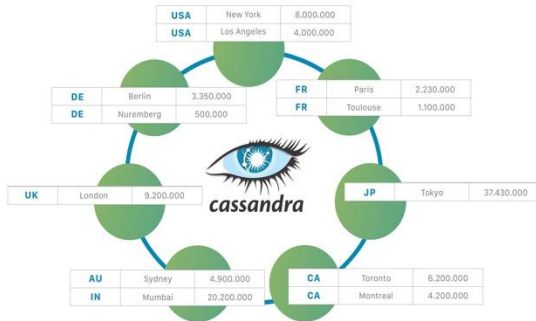 USA New York 8.000.000
USA Los Angeles 4.000.000
DE Berlin 3.350.000
DE Nuremberg 500.000
FR Paris 2.230.000
FR Toulouse 1.100.000
UK London 9.200.000
cassandra
JP Tokyo 37.430.000
AU Sydney 4.900.000
IN Mumbai 20.200.000
CA Toronto 6.200.000
CA Montreal 4.200.000